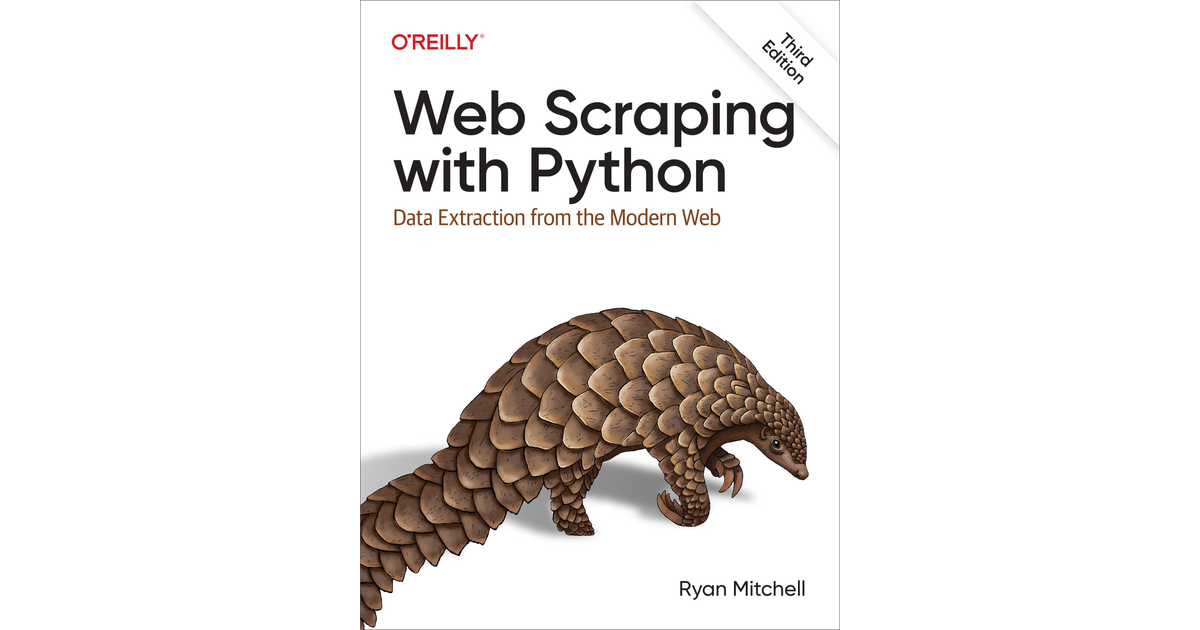 O'REILLY®
Third
Edition
Web Scraping
with Python
Data Extraction from the Modern Web
Ryan Mitchell